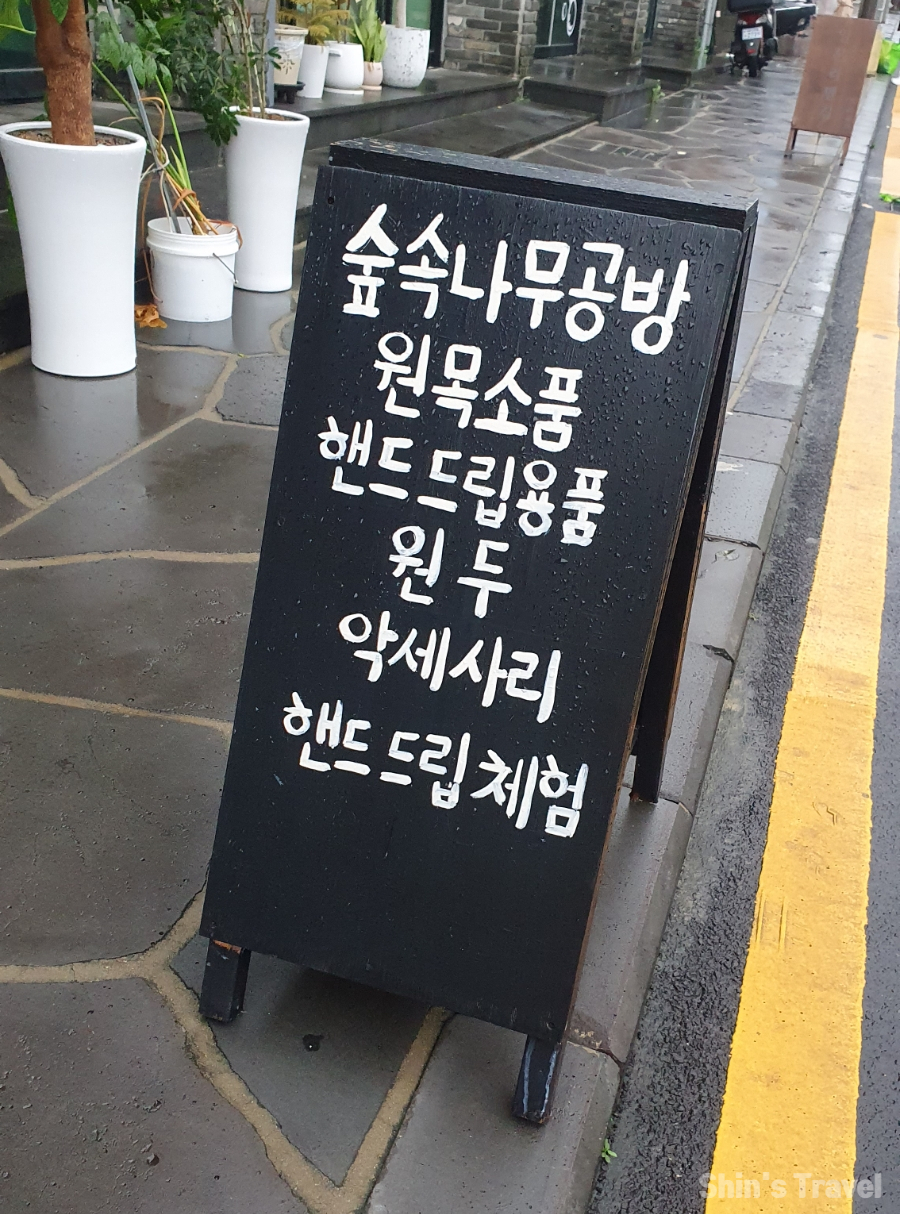 숲속나무공방
원목소품
핸드드립용품
원두
악세사리
핸드드립 체험
Shin's Travel